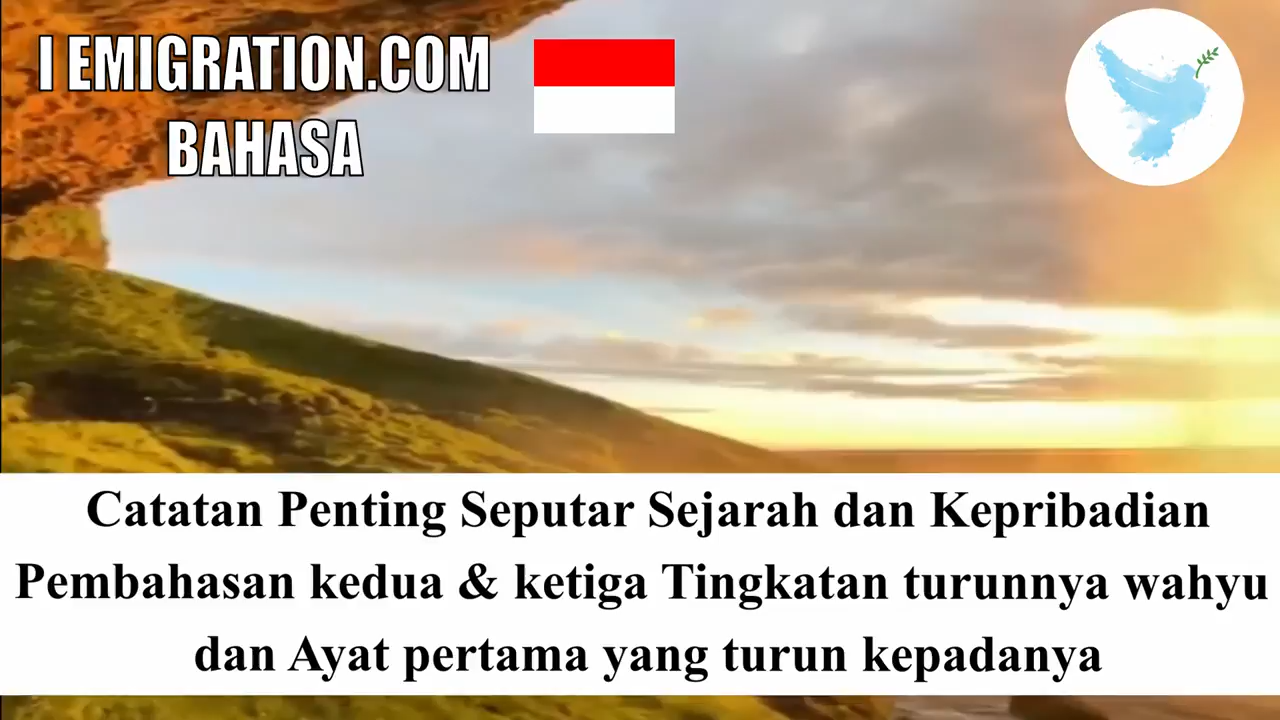 I EMIGRATION.COM
BAHASA
Catatan Penting Seputar Sejarah dan Kepribadian
Pembahasan kedua & ketiga Tingkatan turunnya wahyu
dan Ayat pertama yang turun kepadanya